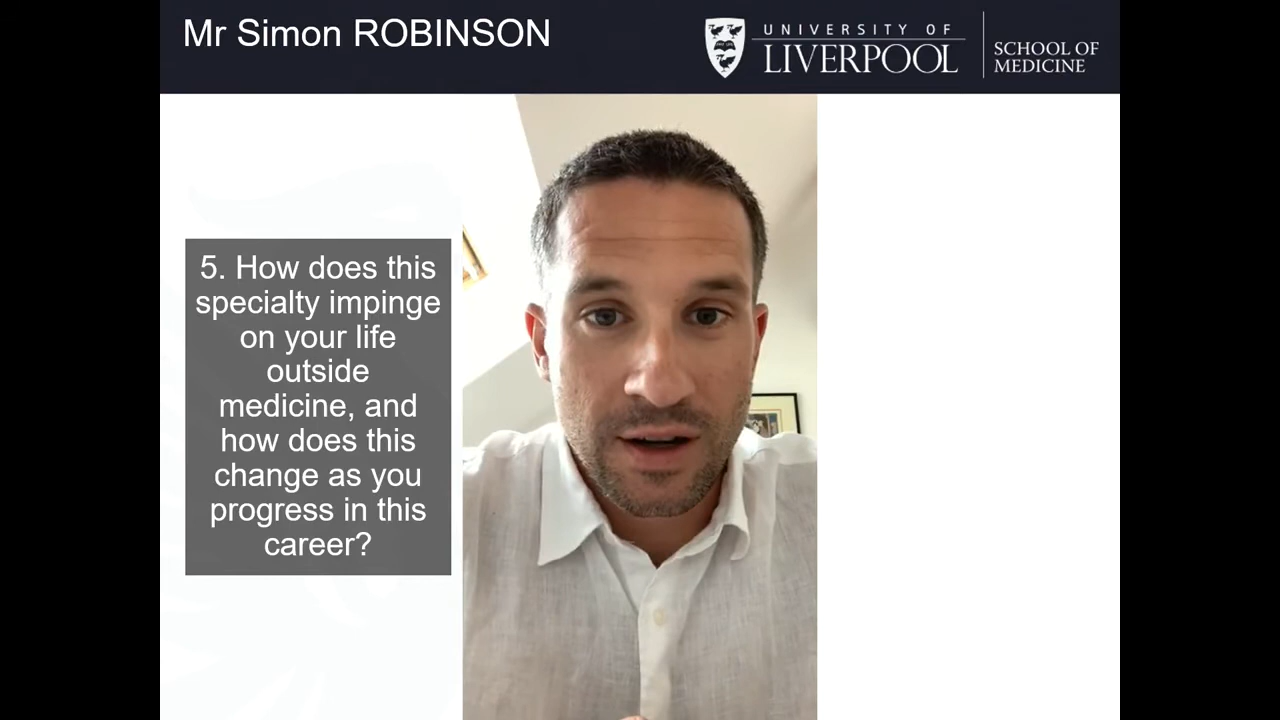 Mr Simon ROBINSON
UNIVERSITY OF
LIVERPOOL
SCHOOL OF
MEDICINE
5. How does this
specialty impinge
on your life
outside
medicine, and
how does this
change as you
progress in this
career?